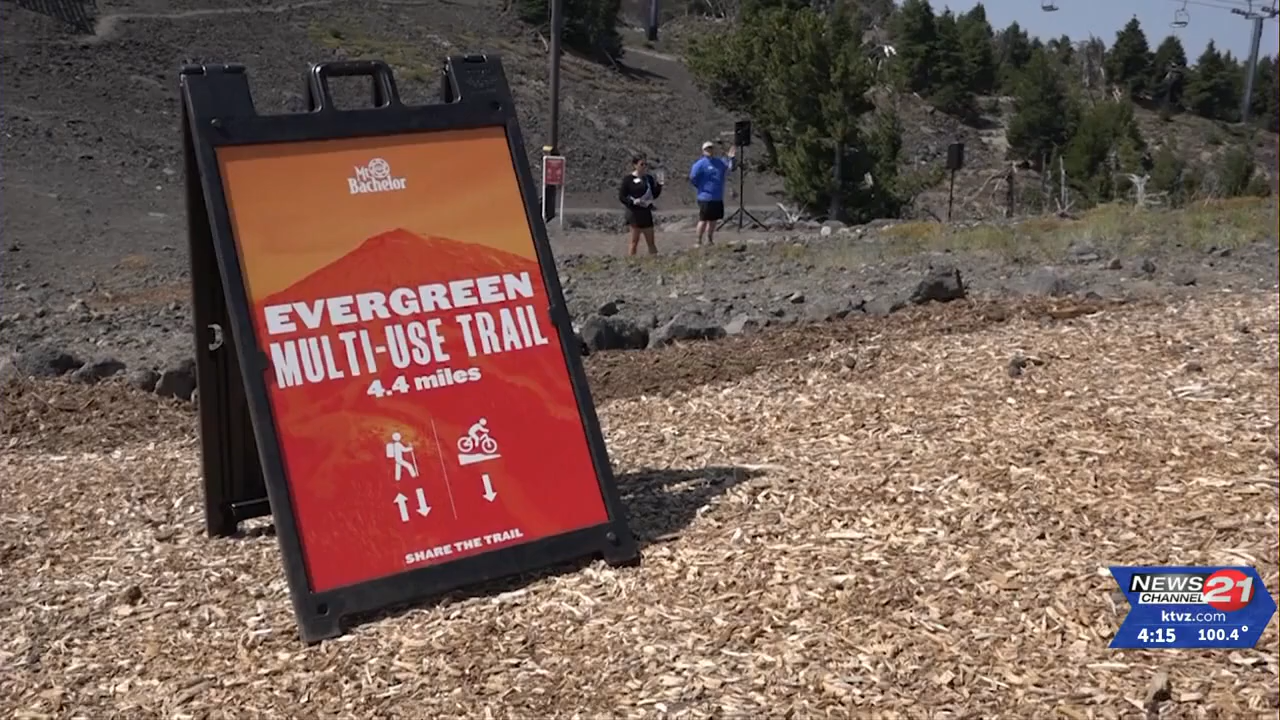 Mt.
Bachelor
EVERGREEN
MULTI-USE TRAIL
4.4 miles
SHARE THE TRAIL
NEWS
CHANNEL 21
ktvz.com
4:15 100.4°